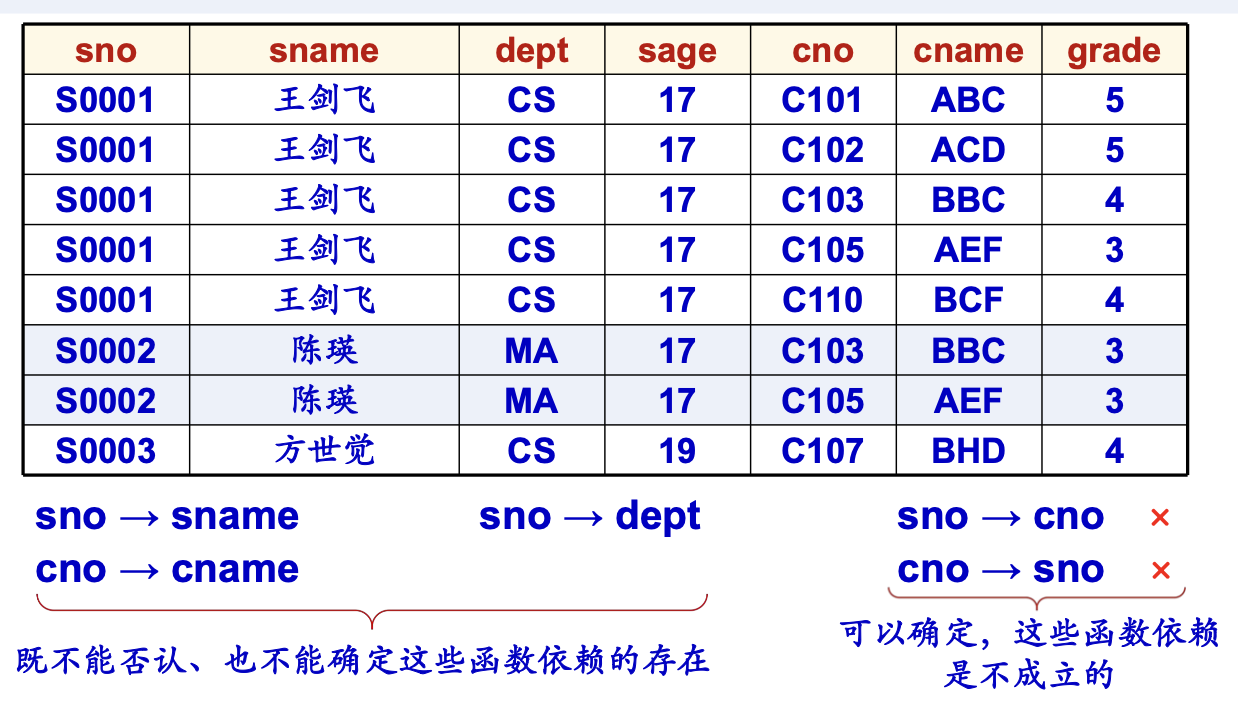 sno sname dept sage cno cname grade
S0001 王剑飞 CS 17 C101 ABC 5
S0001 王剑飞 CS 17 C102 ACD 5
S0001 王剑飞 CS 17 C103 BBC 4
S0001 王剑飞 CS 17 C105 AEF 3
S0001 王剑飞 CS 17 C110 BCF 4
S0002 陈瑛 MA 17 C103 BBC 3
S0002 陈瑛 MA 17 C105 AEF 3
S0003 方世觉 CS 19 C107 BHD 4
sno → sname sno → dept sno → cno ×
cno → cname cno → sno ×
既不能否认、也不能确定这些函数依赖的存在
可以确定，这些函数依赖
是不成立的